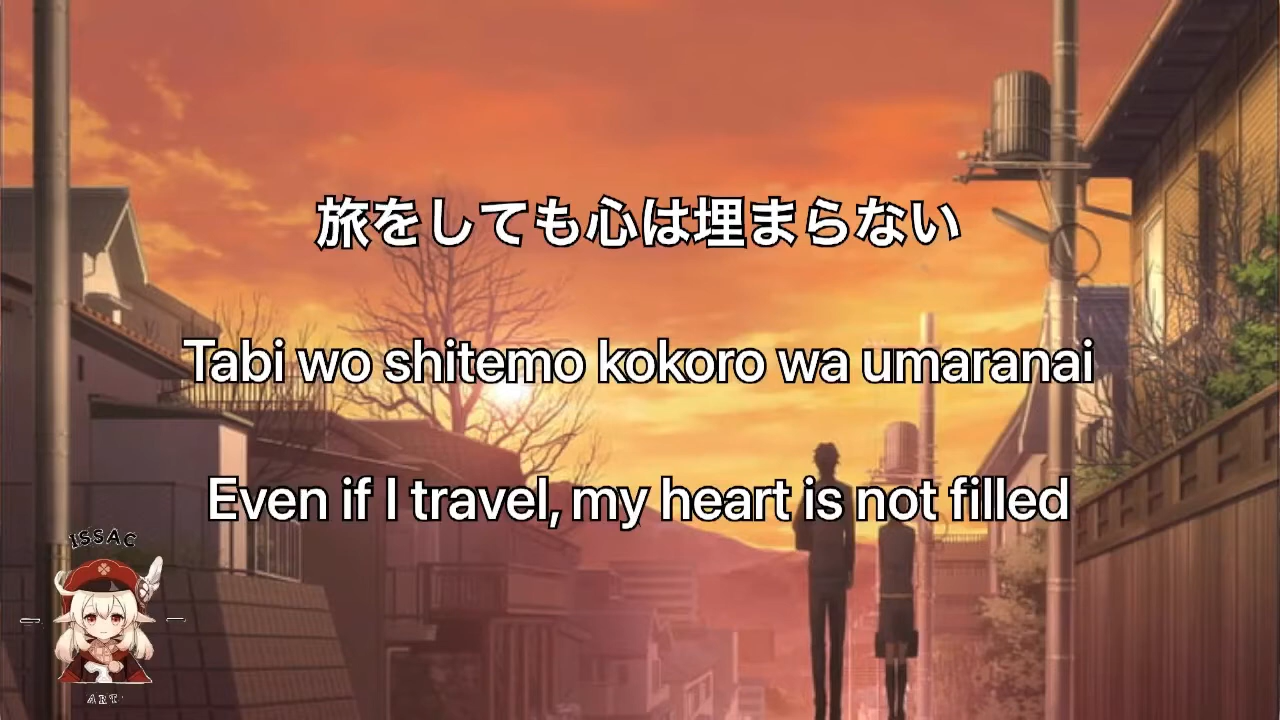 旅をしても心は埋まらない
Tabi wo shitemo kokoro wa umaranai
Even if I travel, my heart is not filled
ISSAC
ART